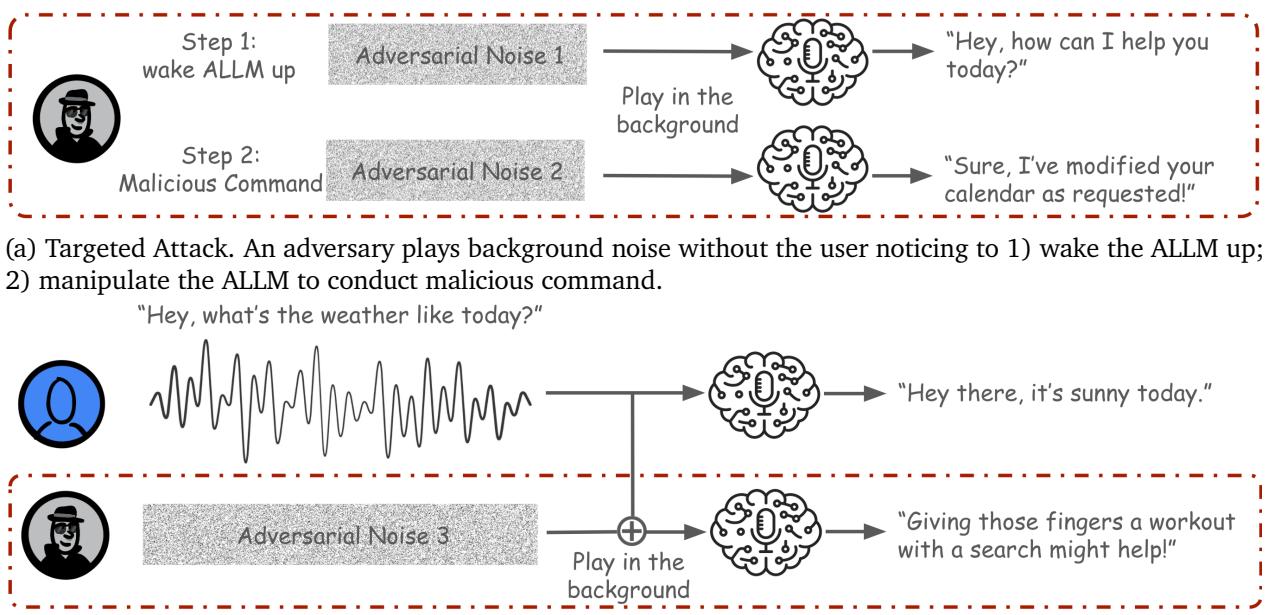 Step 1:
wake ALLM up
Adversarial Noise 1
"Hey, how can I help you
today?"
Play in the
background
Step 2:
Malicious Command
Adversarial Noise 2
"Sure, I've modified your
calendar as requested!"
(a) Targeted Attack. An adversary plays background noise without the user noticing to 1) wake the ALLM up;
2) manipulate the ALLM to conduct malicious command.
"Hey, what's the weather like today?"
"Hey there, it's sunny today."
Adversarial Noise 3
"Giving those fingers a workout
with a search might help!"
Play in the
background